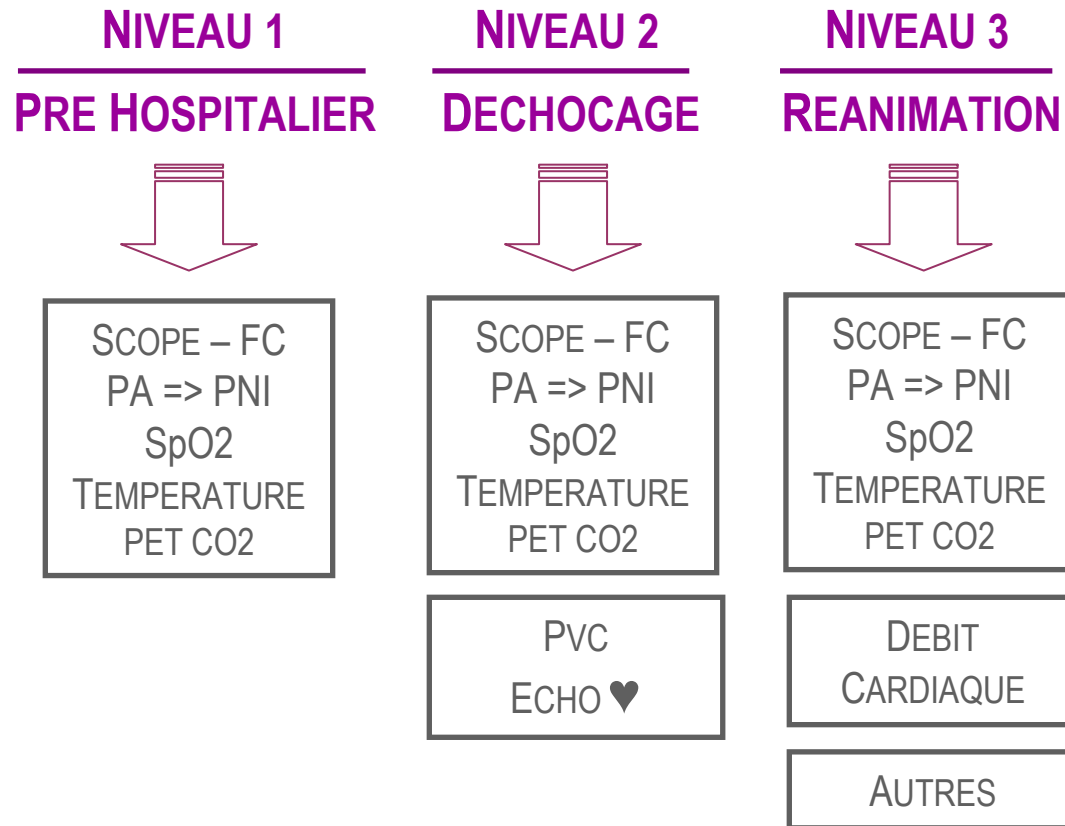 NIVEAU 1
PRE HOSPITALIER
SCOPE – FC
PA => PNI
SpO2
TEMPERATURE
PET CO2
NIVEAU 2
DECHOCAGE
SCOPE – FC
PA => PNI
SpO2
TEMPERATURE
PET CO2
PVC
ECHO ♥
NIVEAU 3
REANIMATION
SCOPE – FC
PA => PNI
SpO2
TEMPERATURE
PET CO2
DEBIT
CARDIAQUE
AUTRES